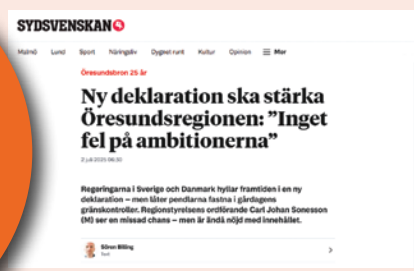 SYDSVENSKAN
Malmö Lund Sport Näringsliv Dygnet runt Kultur Opinion Mer
Öresundsbron 25 år
Ny deklaration ska stärka
Öresundsregionen: ”Inget
fel på ambitionerna”
2 juli 2025 06:30
Regeringarna i Sverige och Danmark hyllar framtiden i en ny
deklaration – men låter pendlarna fastna i gårdagens
gränskontroller. Regionstyrelsens ordförande Carl Johan Sonesson
(M) ser en missad chans – men är ändå nöjd med innehållet.
Sören Billing
Text